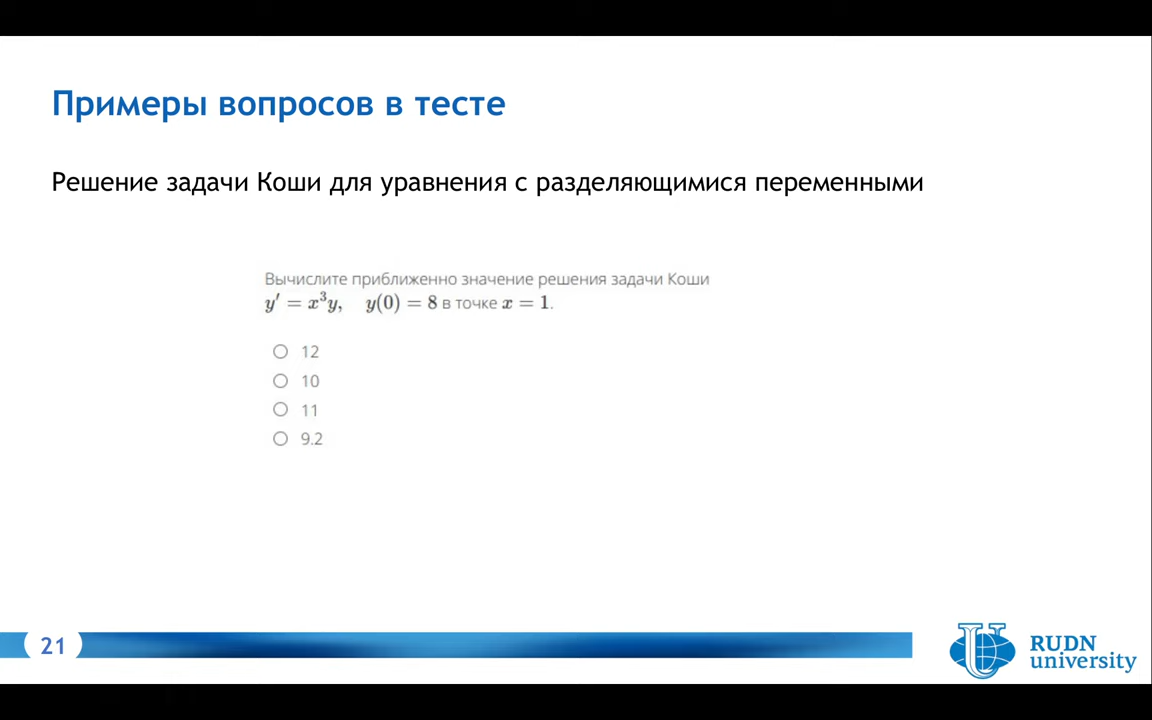 Примеры вопросов в тесте
Решение задачи Коши для уравнения с разделяющимися переменными
Вычислите приближенно значение решения задачи Коши
y′ = x³y, y(0) = 8 в точке x = 1.
12
10
11
9.2
21
RUDN
university